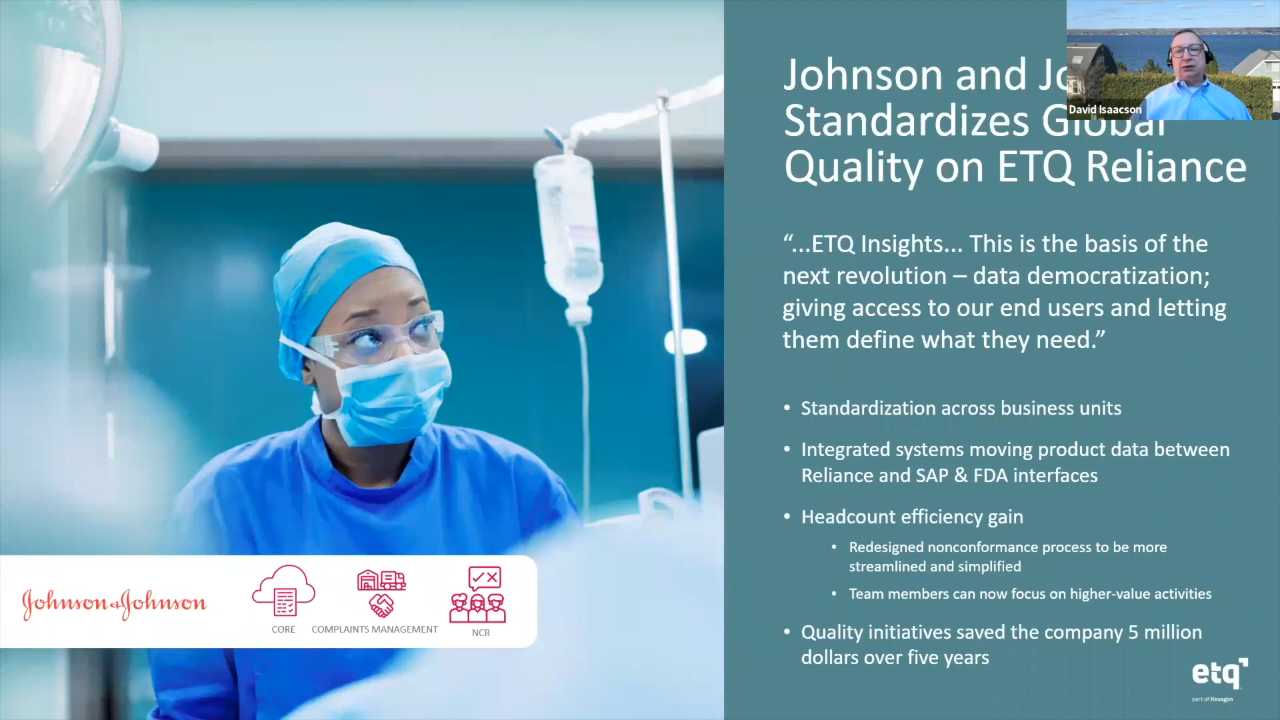 Johnson and Jo
Standardizes Global
Quality on ETQ Reliance
David Isaacson
“...ETQ Insights... This is the basis of the
next revolution – data democratization;
giving access to our end users and letting
them define what they need.”
• Standardization across business units
• Integrated systems moving product data between
Reliance and SAP & FDA interfaces
• Headcount efficiency gain
• Redesigned nonconformance process to be more
streamlined and simplified
• Team members can now focus on higher-value activities
• Quality initiatives saved the company 5 million
dollars over five years
Johnson & Johnson
CORE
COMPLAINTS MANAGEMENT
NCR
etq
part of Hexagon